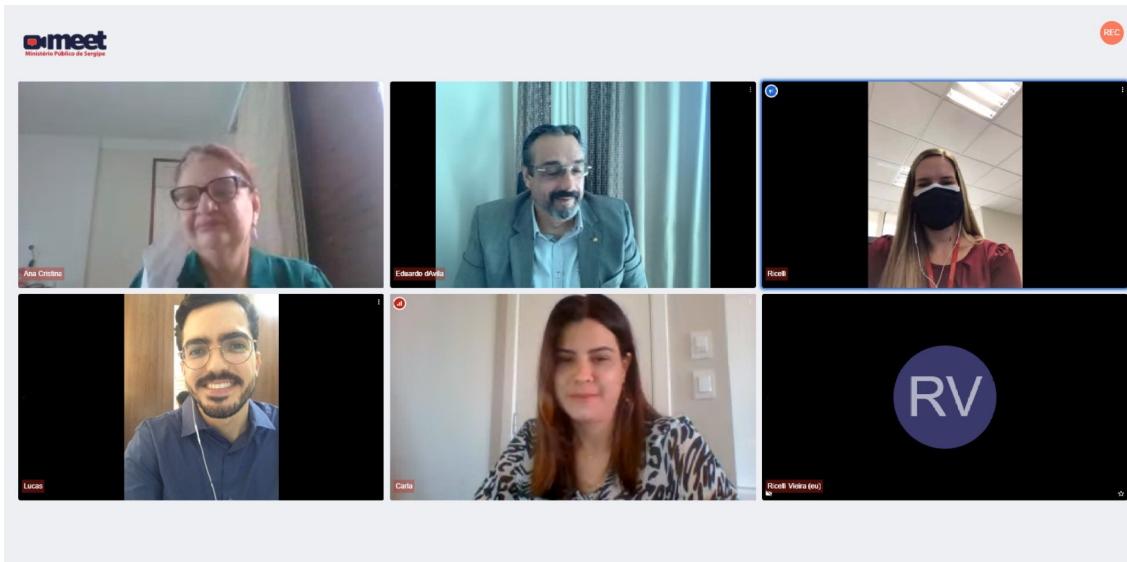 meet
Ministério Público de Sergipe
REC
Ana Cristina
Eduardo dAvila
Ricelli
Lucas
Carla
RV
Ricelli Vieira (eu)